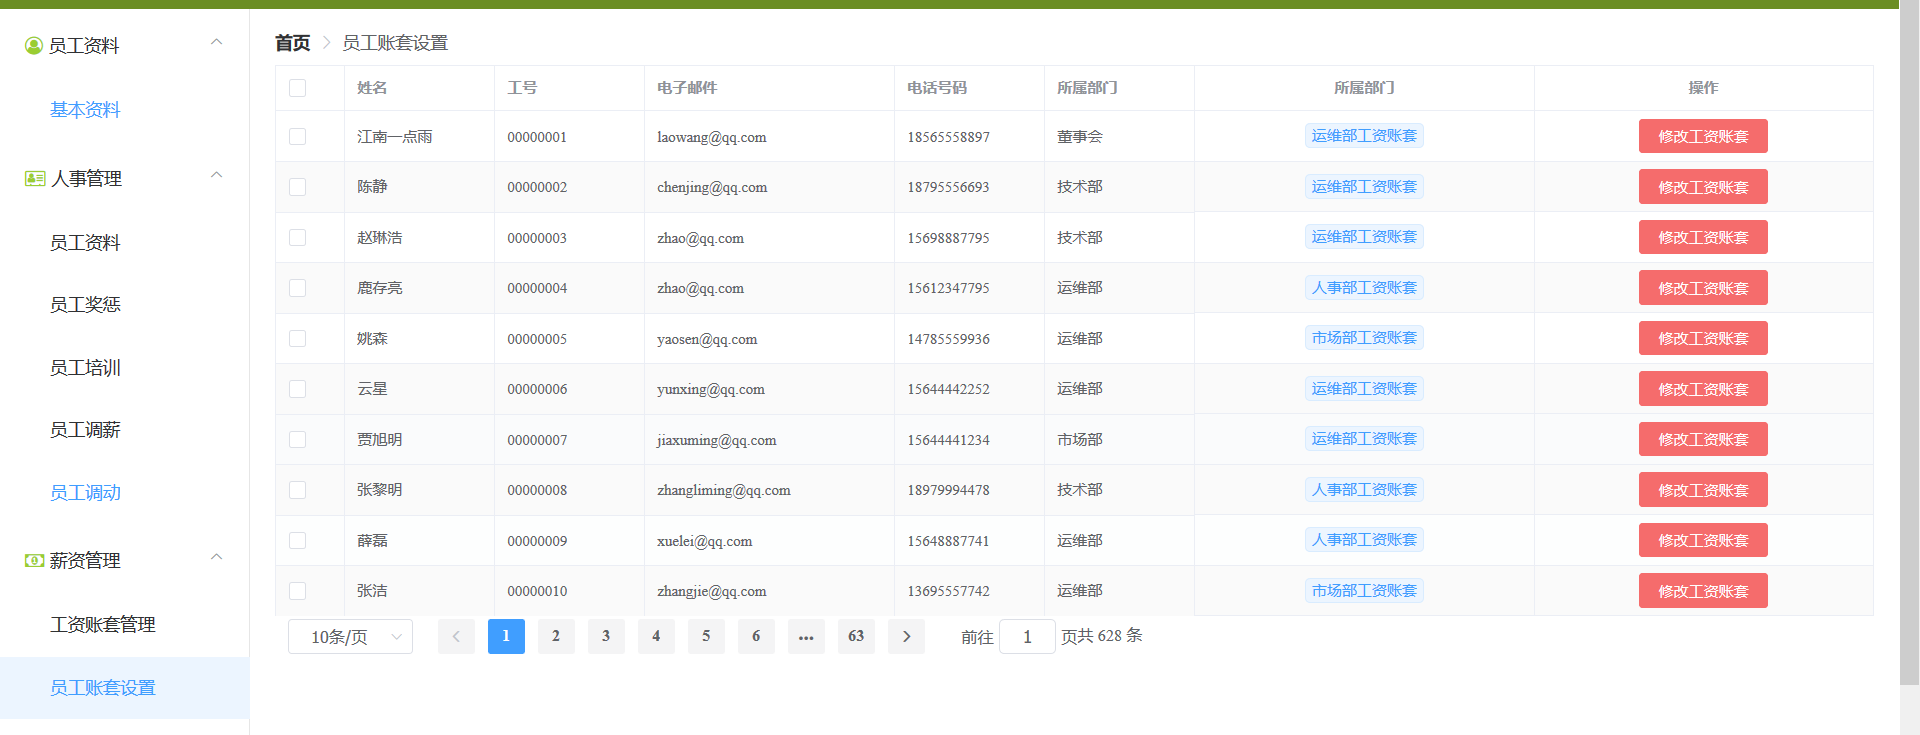 员工资料
基本资料
人事管理
员工资料
员工奖惩
员工培训
员工调薪
员工调动
薪资管理
工资账套管理
员工账套设置
首页 员工账套设置
姓名 工号 电子邮件 电话号码 所属部门 所属部门 操作
江南一点雨 00000001 laowang@qq.com 18565558897 董事会 运维部工资账套 修改工资账套
陈静 00000002 chenjing@qq.com 18795556693 技术部 运维部工资账套 修改工资账套
赵琳浩 00000003 zhao@qq.com 15698887795 技术部 运维部工资账套 修改工资账套
鹿存亮 00000004 zhao@qq.com 15612347795 运维部 人事部工资账套 修改工资账套
姚森 00000005 yaosen@qq.com 14785559936 运维部 市场部工资账套 修改工资账套
云星 00000006 yunxing@qq.com 15644442252 运维部 运维部工资账套 修改工资账套
贾旭明 00000007 jiaxuming@qq.com 15644441234 市场部 运维部工资账套 修改工资账套
张黎明 00000008 zhangliming@qq.com 18979994478 技术部 人事部工资账套 修改工资账套
薛磊 00000009 xuelei@qq.com 15648887741 运维部 人事部工资账套 修改工资账套
张洁 00000010 zhangjie@qq.com 13695557742 运维部 市场部工资账套 修改工资账套
10条/页 1 2 3 4 5 6 ... 63 前往 1 页共 628 条